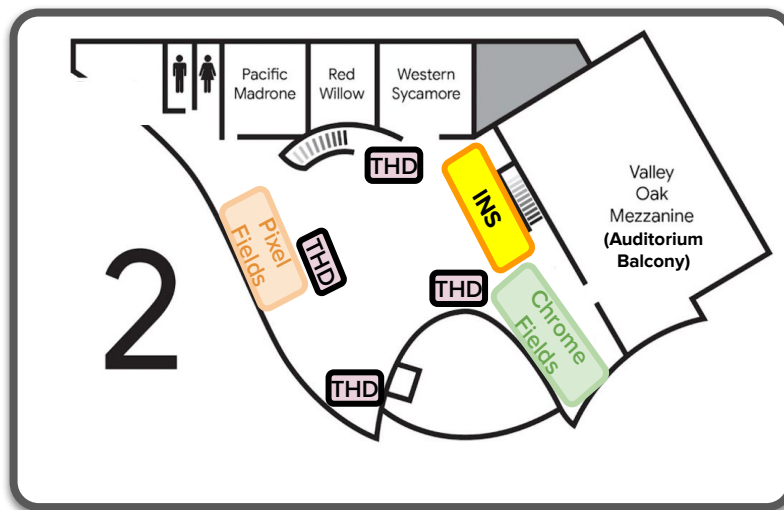 Pacific
Madrone
Red
Willow
Western
Sycamore
THD
INS
Valley
Oak
Mezzanine
(Auditorium
Balcony)
Pixel
Fields
THD
THD
Chrome
Fields
2
THD